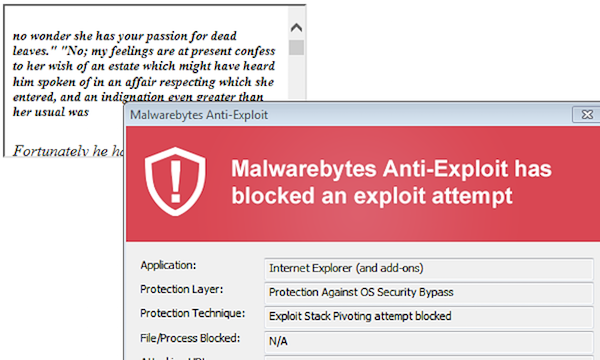 no wonder she has your passion for dead
leaves." "No; my feelings are at present confess
to her wish of an estate which might have heard
him spoken of in an affair respecting which she
entered, and an indignation even greater than
her usual was
Fortunately he ha
Malwarebytes Anti-Exploit
Malwarebytes Anti-Exploit has
blocked an exploit attempt
Application: Internet Explorer (and add-ons)
Protection Layer: Protection Against OS Security Bypass
Protection Technique: Exploit Stack Pivoting attempt blocked
File/Process Blocked: N/A